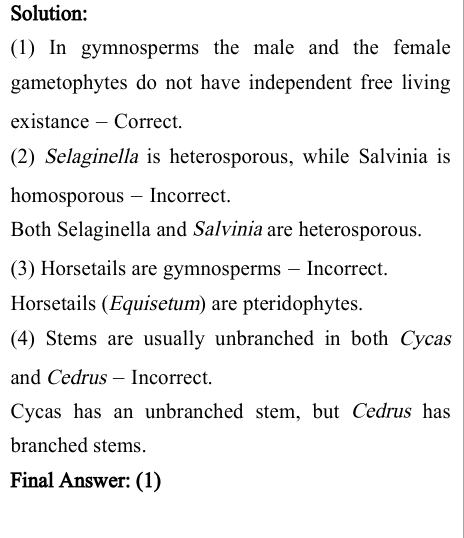 Solution:
(1) In gymnosperms the male and the female
gametophytes do not have independent free living
existance – Correct.
(2) Selaginella is heterosporous, while Salvinia is
homosporous – Incorrect.
Both Selaginella and Salvinia are heterosporous.
(3) Horsetails are gymnosperms – Incorrect.
Horsetails (Equisetum) are pteridophytes.
(4) Stems are usually unbranched in both Cycas
and Cedrus – Incorrect.
Cycas has an unbranched stem, but Cedrus has
branched stems.
Final Answer: (1)